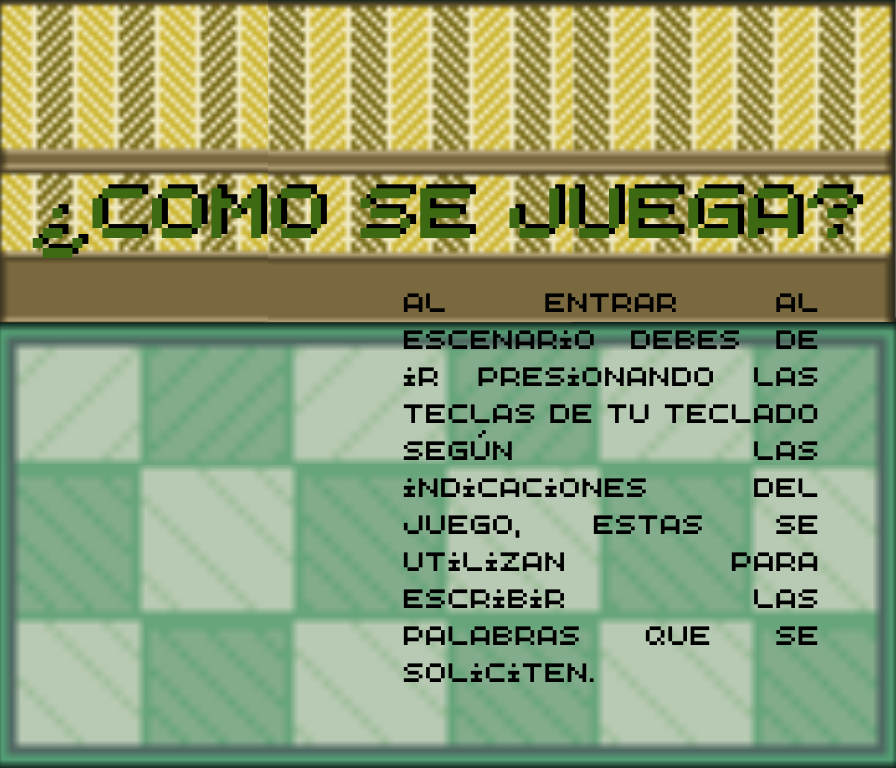 ¿COMO SE JUEGA?
AL ENTRAR AL
ESCENARiO DEBES DE
iR PRESiONANDO LAS
TECLAS DE TU TECLADO
SEGÚN LAS
iNDiCACiONES DEL
JUEGO, ESTAS SE
UTiLiZAN PARA
ESCRiBiR LAS
PALABRAS QUE SE
SOLiCiTEN.